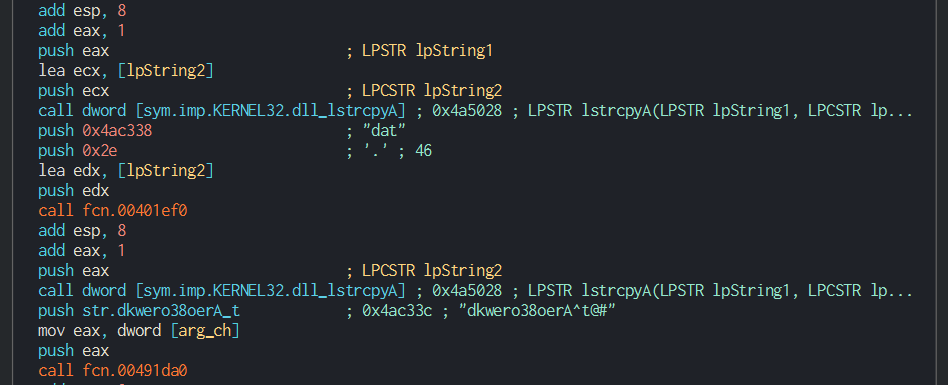 add esp, 8
add eax, 1
push eax ; LPSTR lpString1
lea ecx, [lpString2]
push ecx ; LPCSTR lpString2
call dword [sym.imp.KERNEL32.dll_lstrcpyA] ; 0x4a5028 ; LPSTR lstrcpyA(LPSTR lpString1, LPCSTR lp...
push 0x4ac338 ; "dat"
push 0x2e ; '.' ; 46
lea edx, [lpString2]
push edx
call fcn.00401ef0
add esp, 8
add eax, 1
push eax ; LPCSTR lpString2
call dword [sym.imp.KERNEL32.dll_lstrcpyA] ; 0x4a5028 ; LPSTR lstrcpyA(LPSTR lpString1, LPCSTR lp...
push str.dkwero38oerA_t ; 0x4ac33c ; "dkwero38oerA^t@#"
mov eax, dword [arg_ch]
push eax
call fcn.00491da0